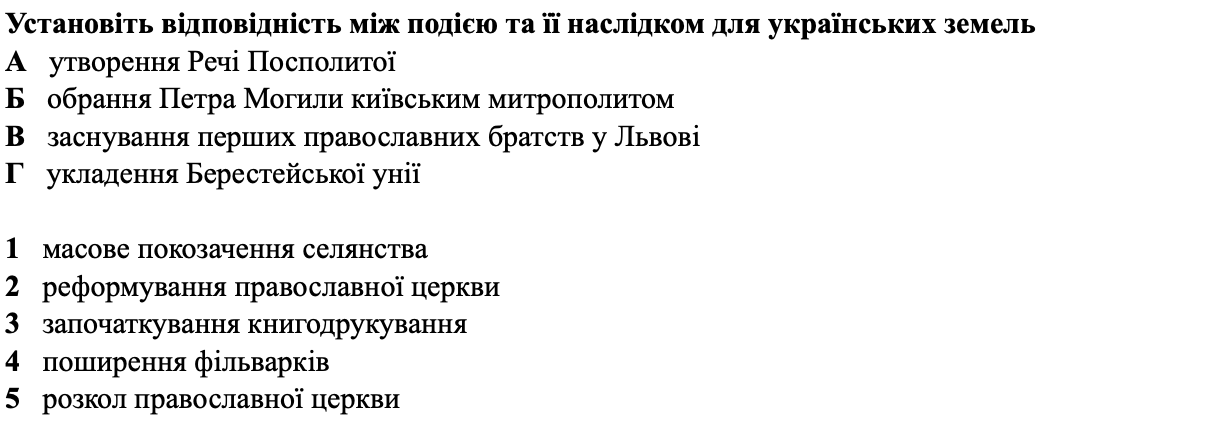 Установіть відповідність між подією та її наслідком для українських земель
А утворення Речі Посполитої
Б обрання Петра Могили київським митрополитом
В заснування перших православних братств у Львові
Г укладення Берестейської унії
1 масове покозачення селянства
2 реформування православної церкви
3 започаткування книгодрукування
4 поширення фільварків
5 розкол православної церкви